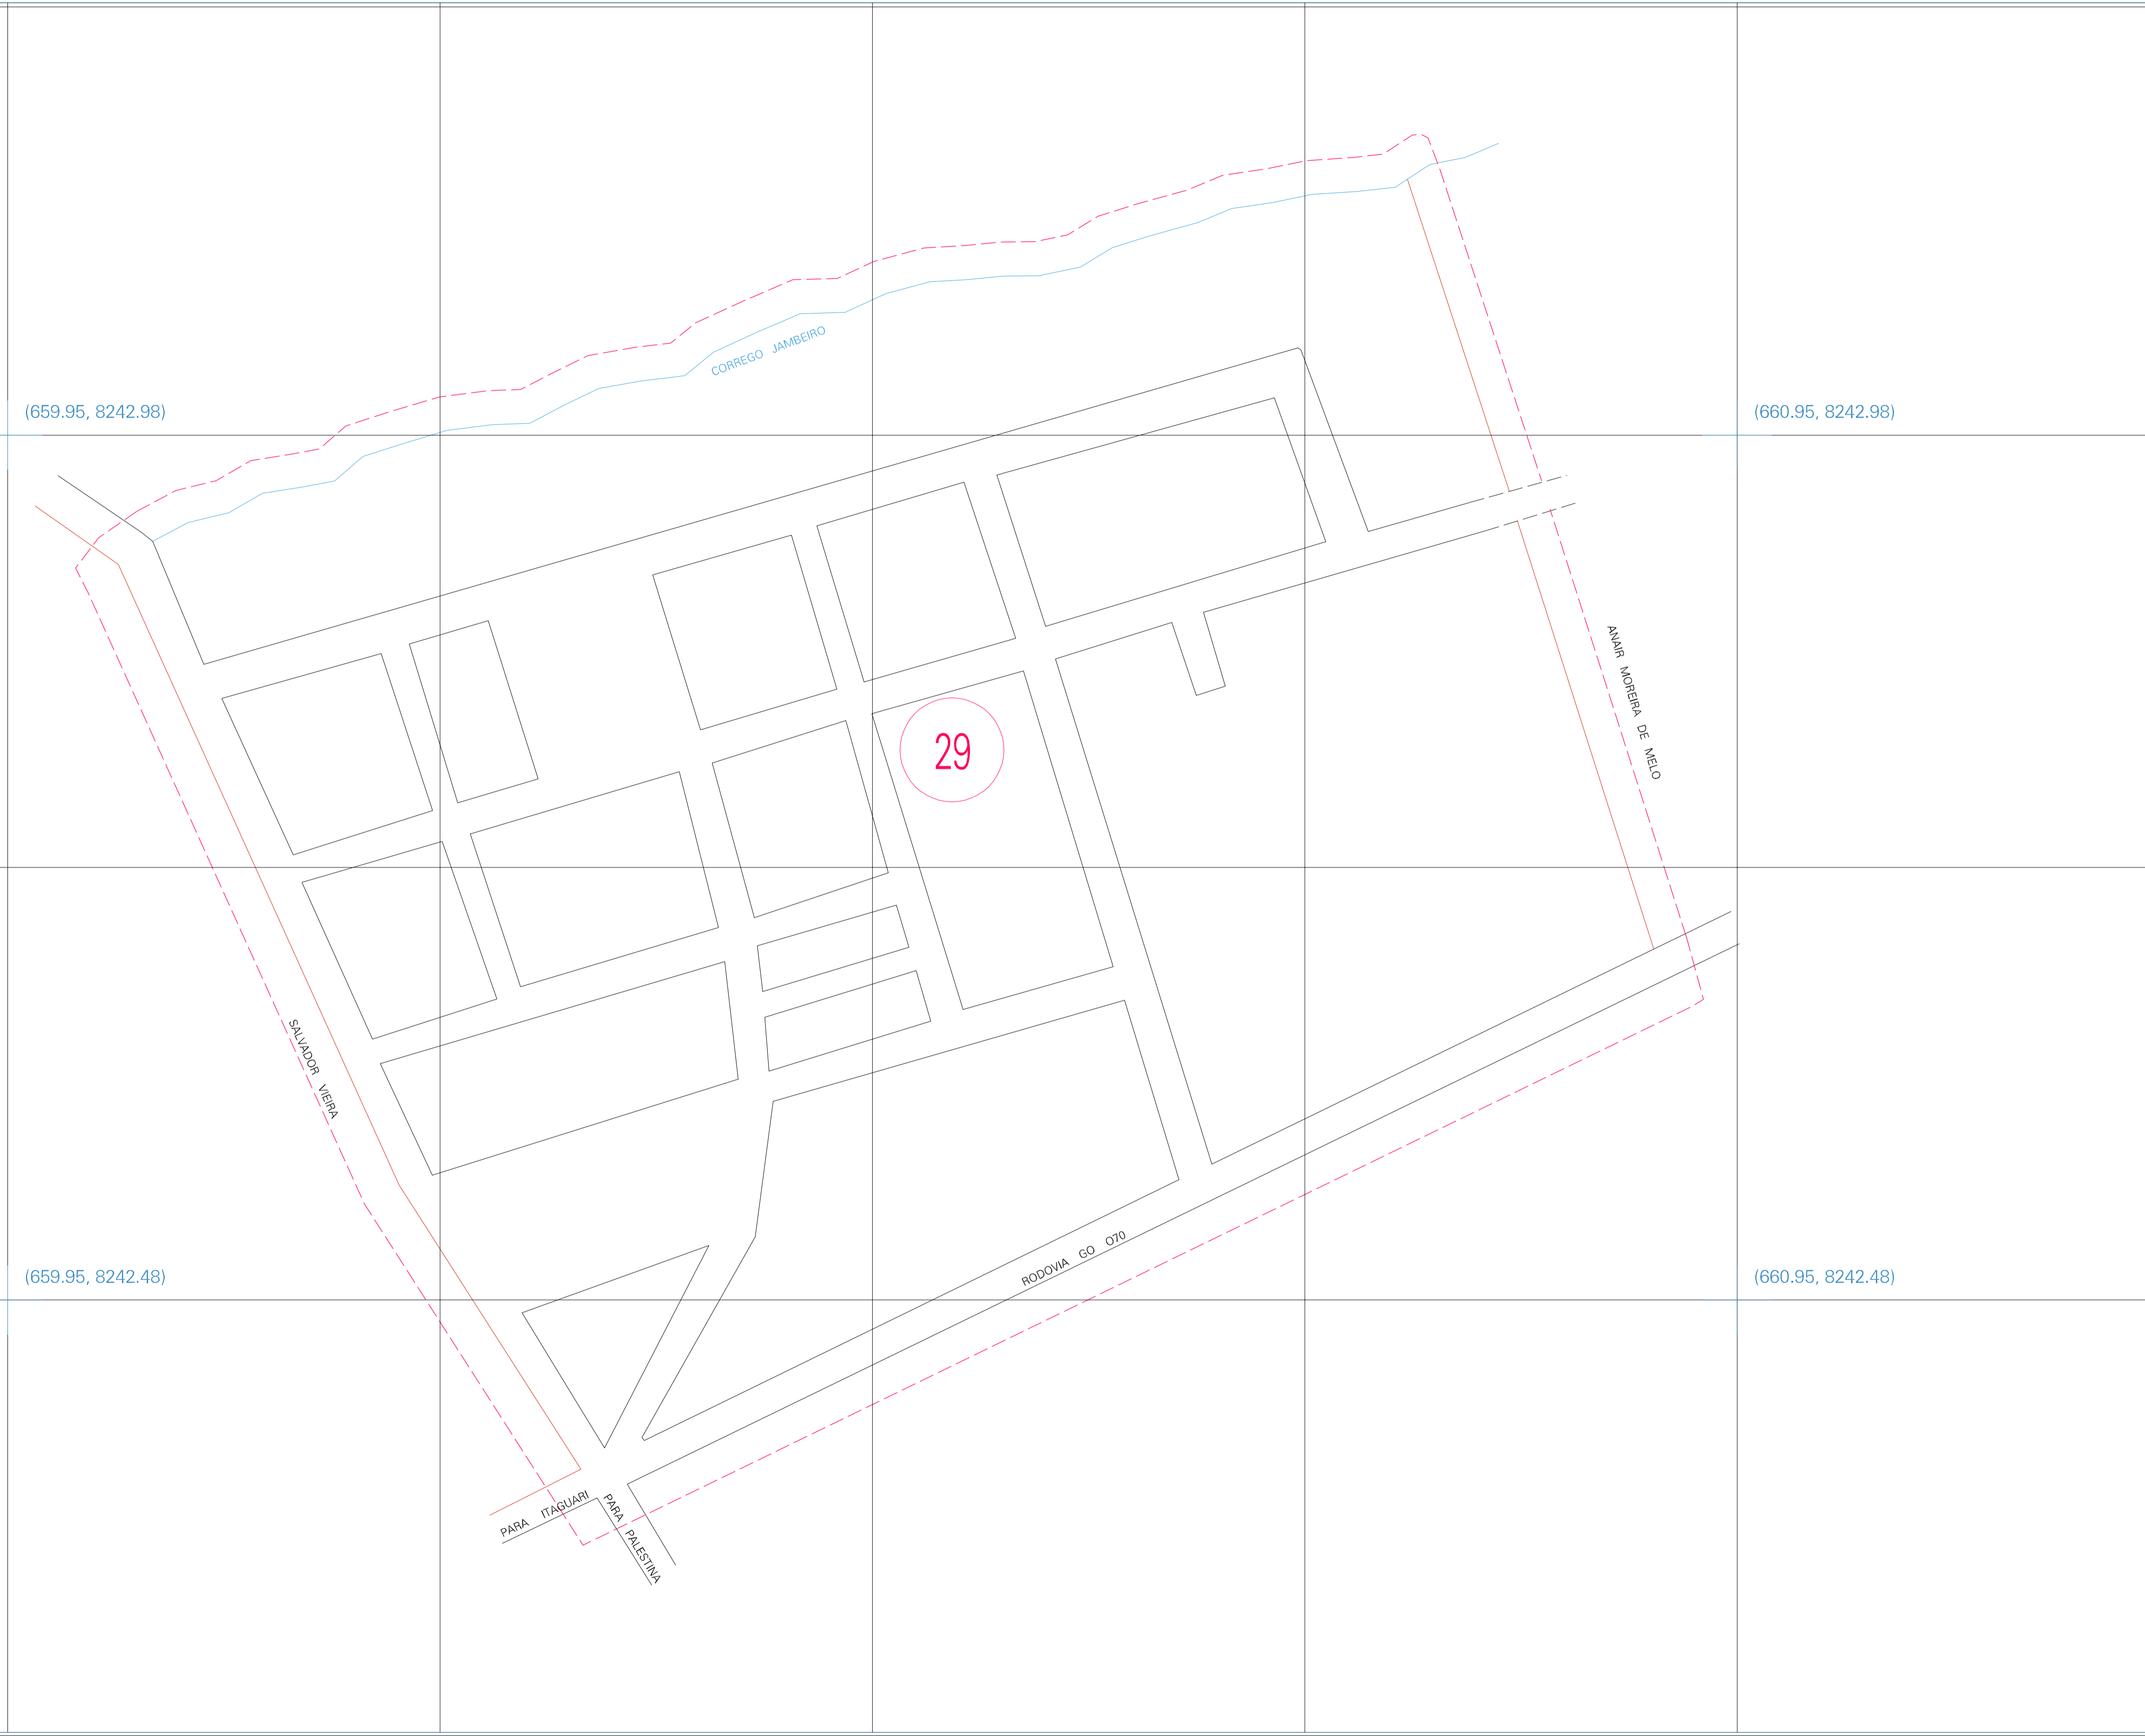 CORREGO JAMBEIRO
(659.95, 8242.98)
(660.95, 8242.98)
ANAIR MOREIRA DE MELO
29
SALVADOR VIEIRA
RODOVIA GO O70
(659.95, 8242.48)
(660.95, 8242.48)
PARA ITAGUARI
PARA PALESTINA